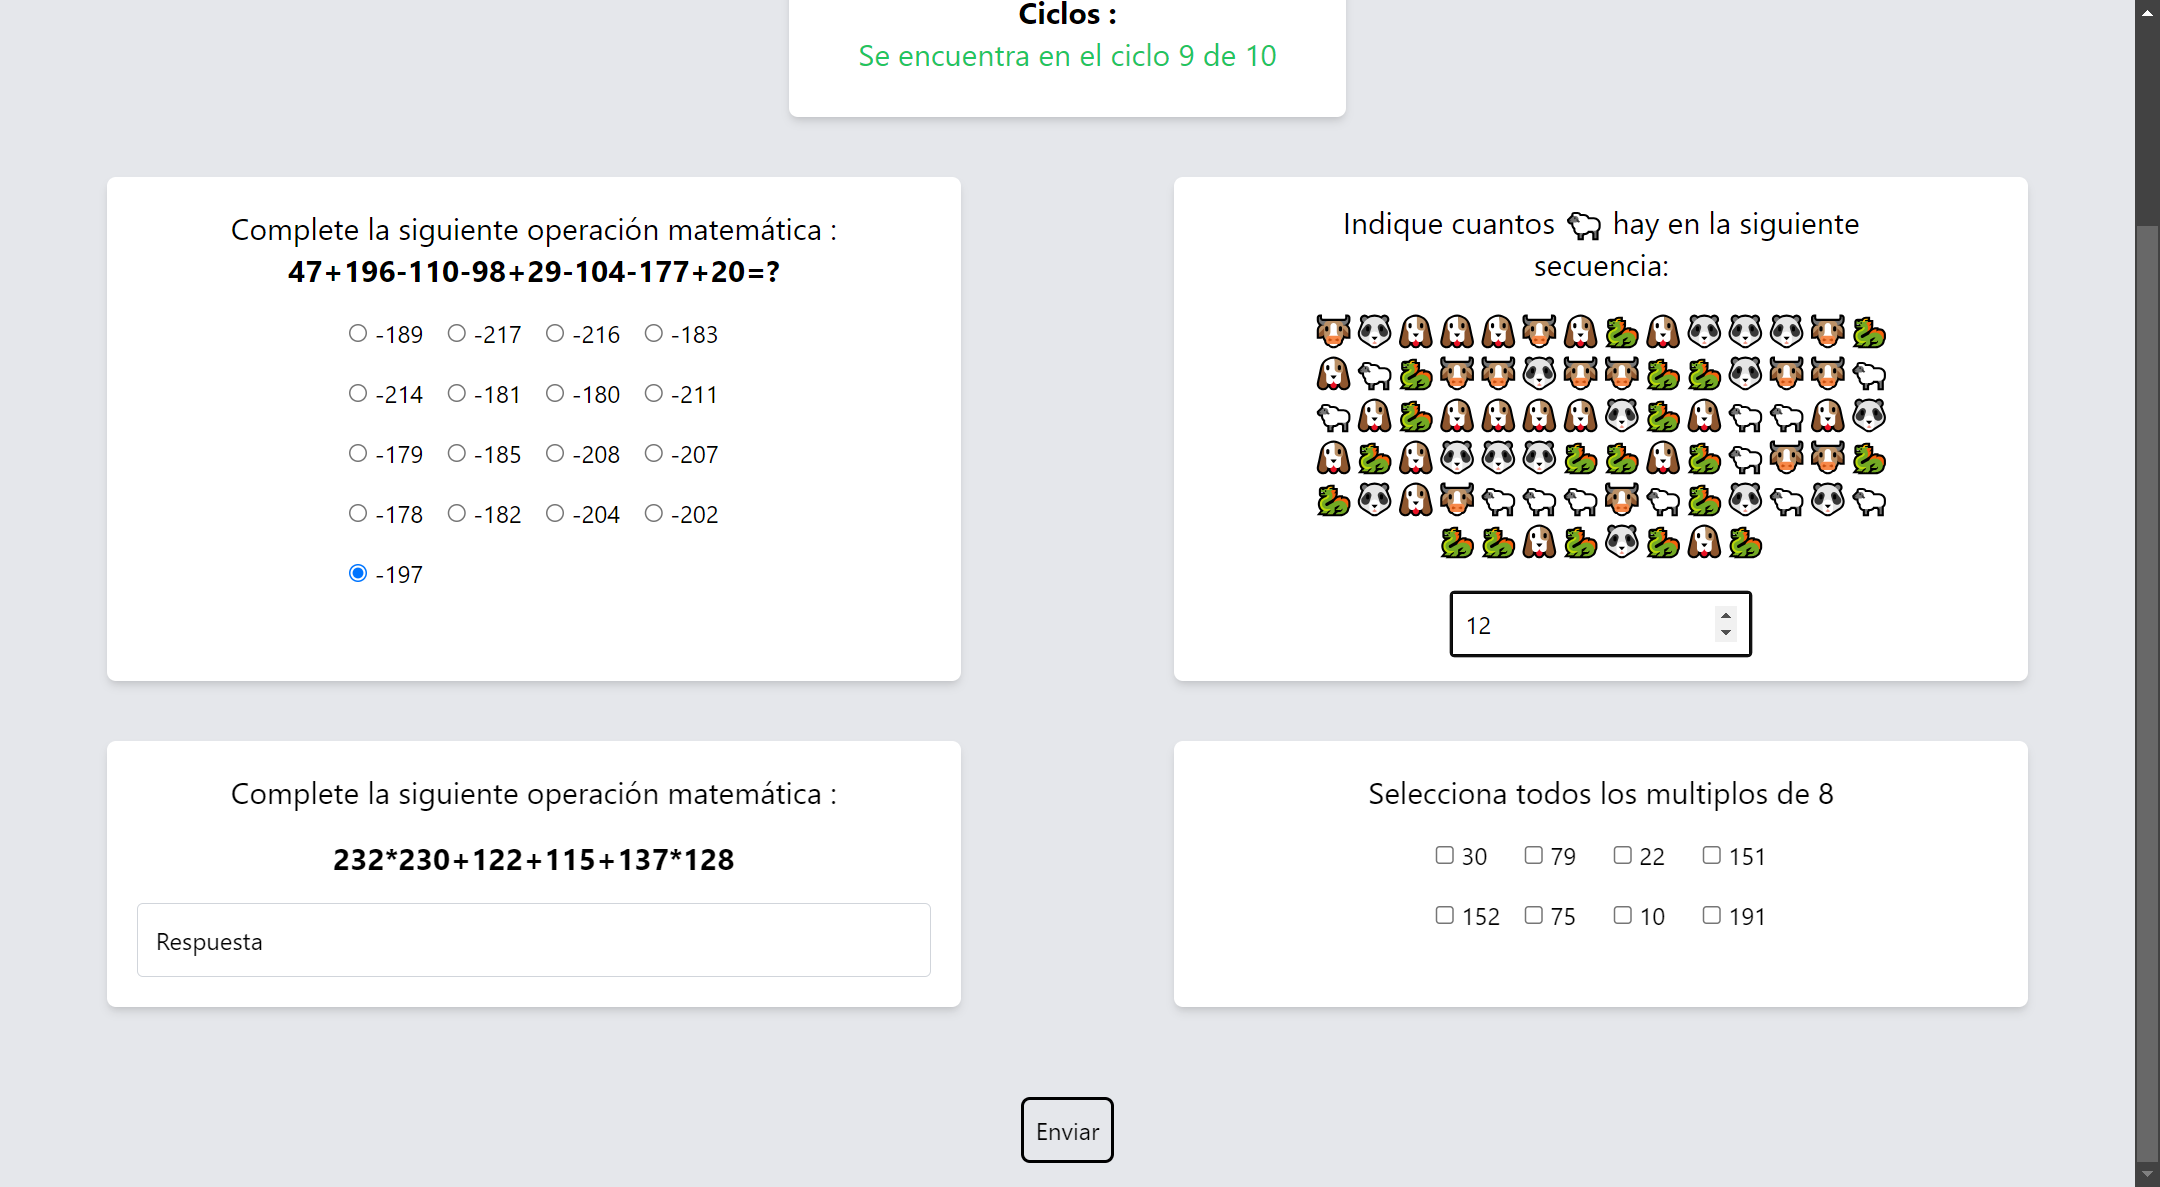 Ciclos :
Se encuentra en el ciclo 9 de 10
Complete la siguiente operación matemática :
47+196-110-98+29-104-177+20=?
-189 -217 -216 -183
-214 -181 -180 -211
-179 -185 -208 -207
-178 -182 -204 -202
-197
Indique cuantos 🐑 hay en la siguiente
secuencia:
12
Complete la siguiente operación matemática :
232*230+122+115+137*128
Respuesta
Selecciona todos los multiplos de 8
30 79 22 151
152 75 10 191
Enviar